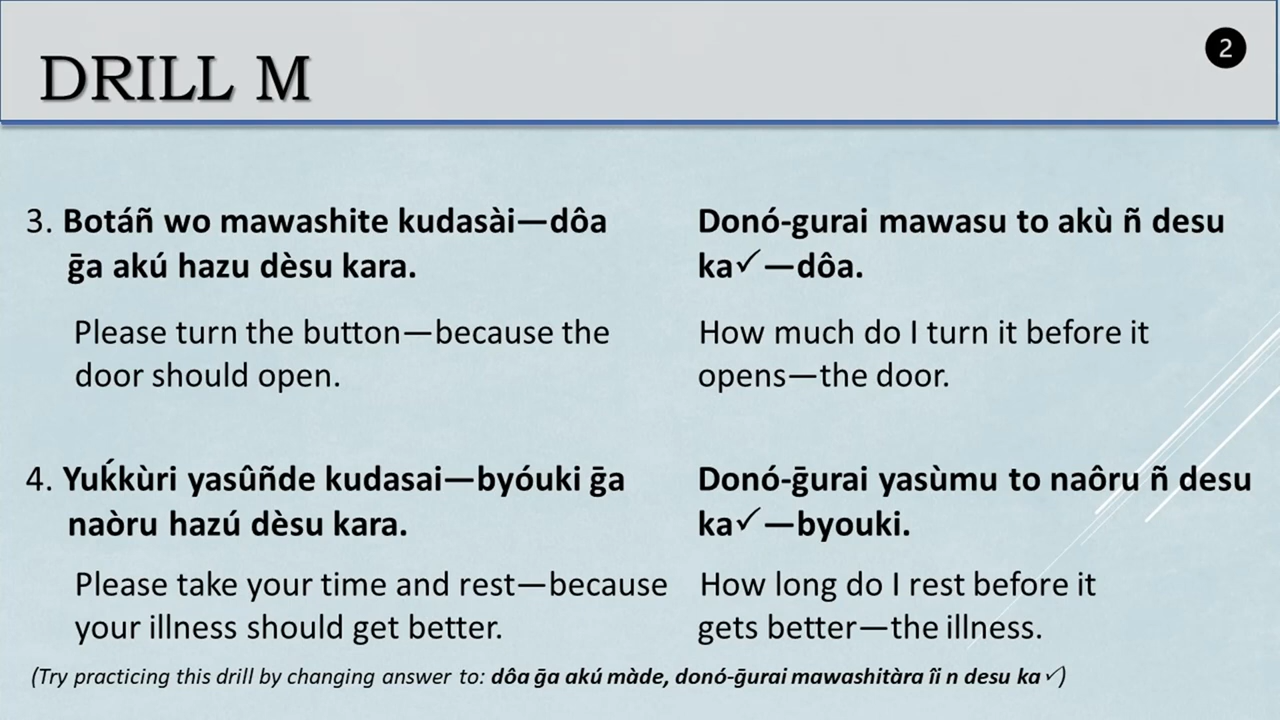 DRILL M
2
3. Botáñ wo mawashite kudasài—dôa
ḡa akú hazu dèsu kara.
Please turn the button—because the
door should open.
Donó-gurai mawasu to akù ñ desu
ka✓—dôa.
How much do I turn it before it
opens—the door.
4. Yuḱkùri yasûñde kudasai—byóuki ḡa
naòru hazú dèsu kara.
Please take your time and rest—because
your illness should get better.
Donó-ḡurai yasùmu to naôru ñ desu
ka✓—byouki.
How long do I rest before it
gets better—the illness.
(Try practicing this drill by changing answer to: dôa ḡa akú màde, donó-ḡurai mawashitàra îi n desu ka✓)